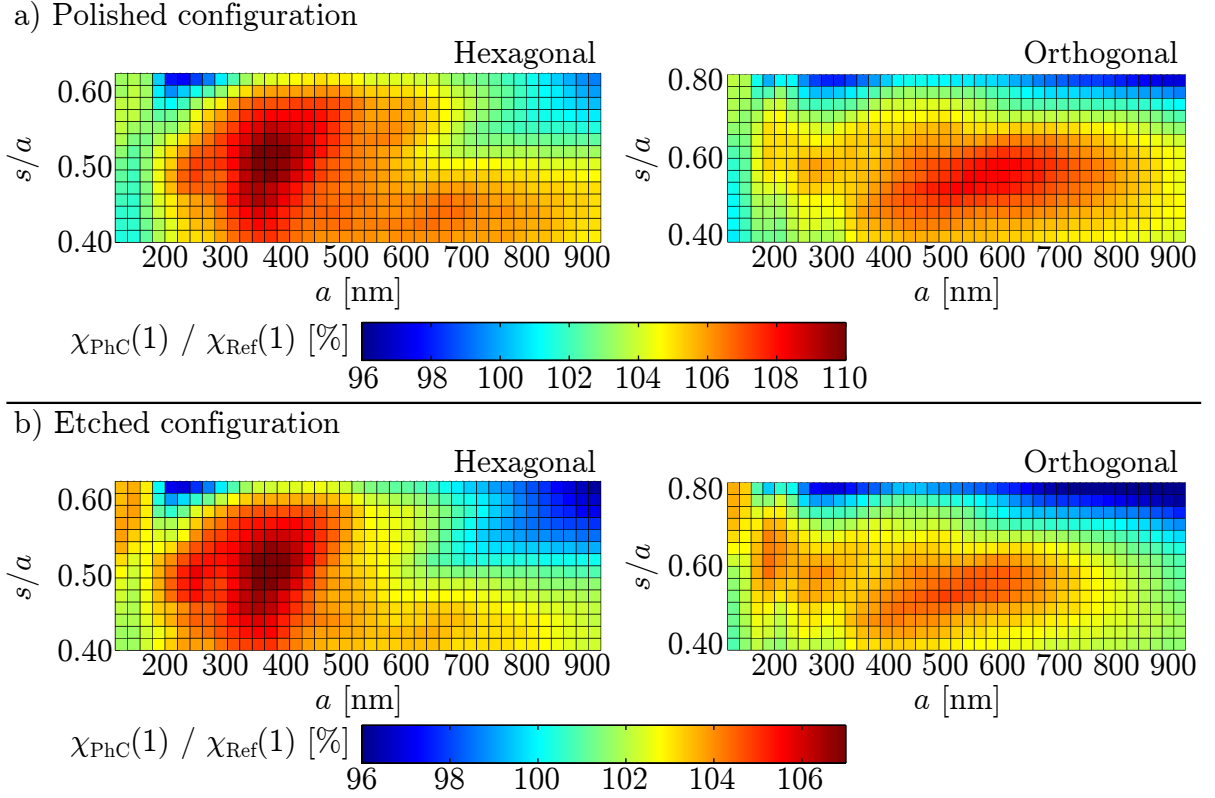 a) Polished configuration
Hexagonal
0.60
0.50
0.40
s/a
200 300 400 500 600 700 800 900
a [nm]
Orthogonal
0.80
0.60
0.40
s/a
200 300 400 500 600 700 800 900
a [nm]
χPhC(1) / χRef(1) [%]
96 98 100 102 104 106 108 110
b) Etched configuration
Hexagonal
0.60
0.50
0.40
s/a
200 300 400 500 600 700 800 900
a [nm]
Orthogonal
0.80
0.60
0.40
s/a
200 300 400 500 600 700 800 900
a [nm]
χPhC(1) / χRef(1) [%]
96 98 100 102 104 106